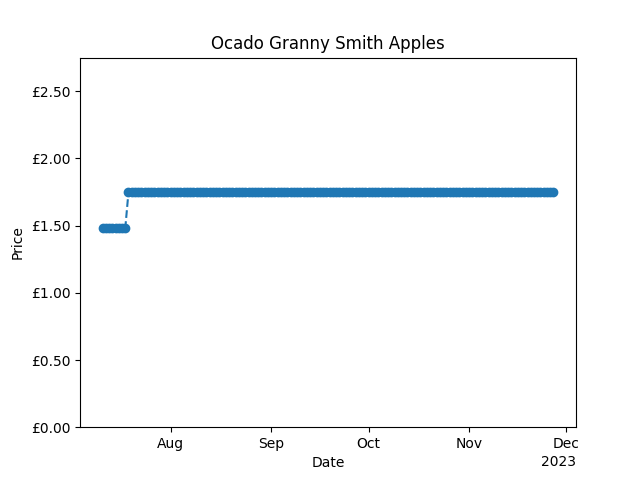 Ocado Granny Smith Apples
£2.50
£2.00
£1.50
£1.00
£0.50
£0.00
Price
Aug Sep Oct Nov Dec
Date
2023